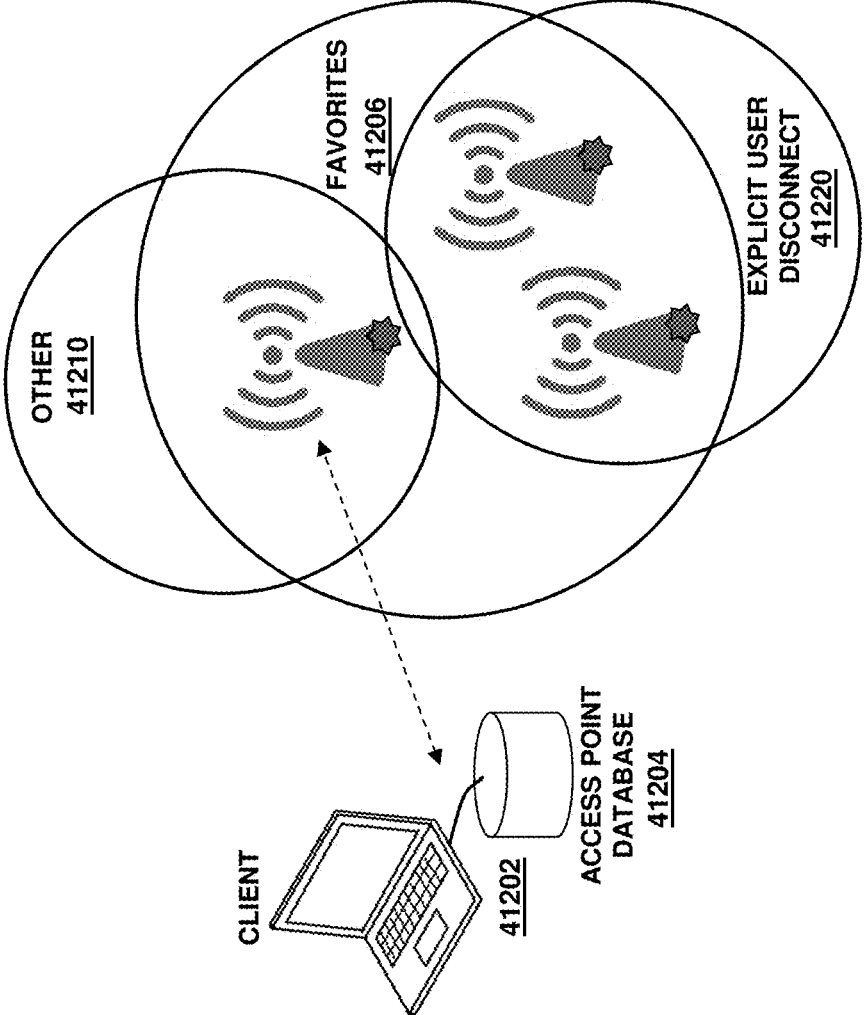 CLIENT
41202
ACCESS POINT
DATABASE
41204
OTHER
41210
FAVORITES
41206
EXPLICIT USER
DISCONNECT
41220